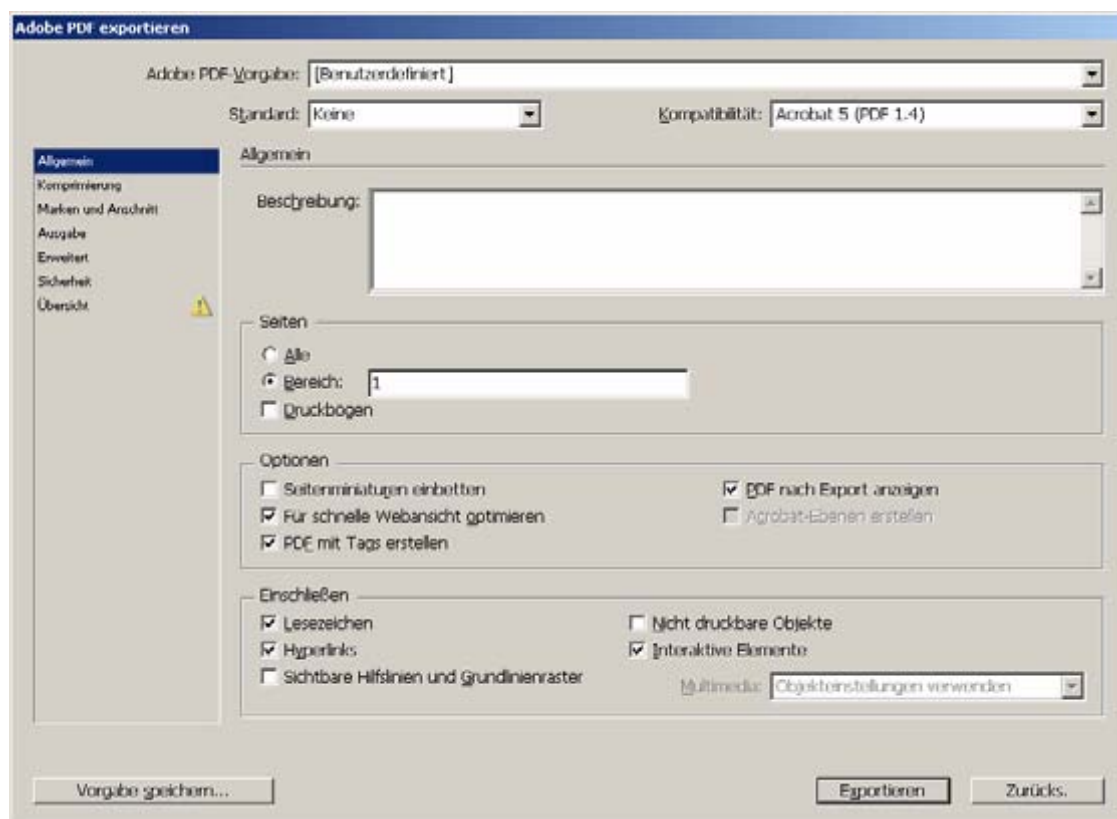 Adobe PDF exportieren
Adobe PDF-Vorgabe: [Benutzerdefiniert]
Standard: Keine Kompatibilität: Acrobat 5 (PDF 1.4)
Allgemein
Komprimierung
Marken und Anschnitt
Ausgabe
Erweitert
Sicherheit
Übersicht
Allgemein
Beschreibung:
Seiten
Alle
Bereich: 1
Druckbögen
Optionen
Seitenminiaturen einbetten PDF nach Export anzeigen
Für schnelle Webansicht optimieren Acrobat-Ebenen erstellen
PDF mit Tags erstellen
Einschließen
Lesezeichen Nicht druckbare Objekte
Hyperlinks Interaktive Elemente
Sichtbare Hilfslinien und Grundlinienraster
Multimedia: Objekteinstellungen verwenden
Vorgabe speichern... Exportieren Zurücks.